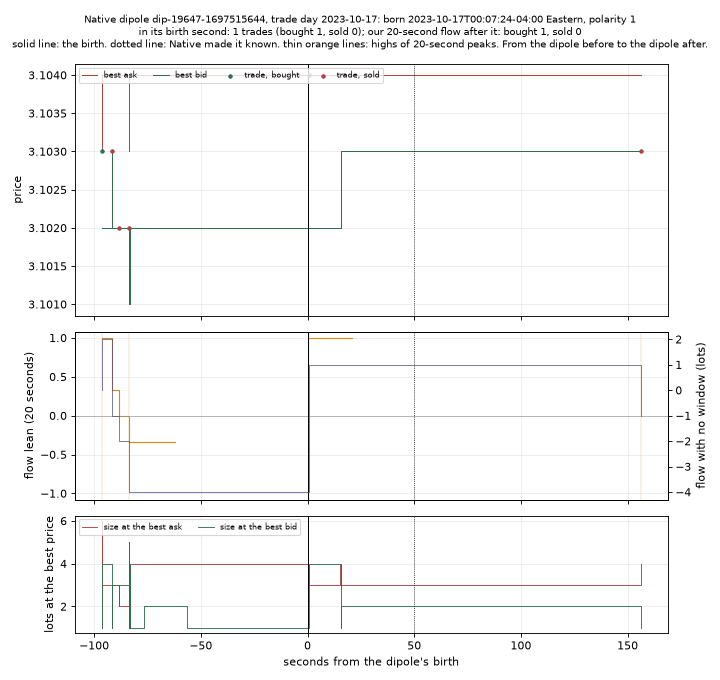 Native dipole dip-19647-1697515644, trade day 2023-10-17: born 2023-10-17T00:07:24-04:00 Eastern, polarity 1
in its birth second: 1 trades (bought 1, sold 0); our 20-second flow after it: bought 1, sold 0
solid line: the birth. dotted line: Native made it known. thin orange lines: highs of 20-second peaks. From the dipole before to the dipole after.
best ask best bid trade, bought trade, sold
3.1040
3.1035
3.1030
3.1025
3.1020
3.1015
3.1010
price
1.0
0.5
0.0
−0.5
−1.0
flow lean (20 seconds)
2
1
0
−1
−2
−3
−4
flow with no window (lots)
size at the best ask size at the best bid
6
4
2
lots at the best price
−100 −50 0 50 100 150
seconds from the dipole's birth